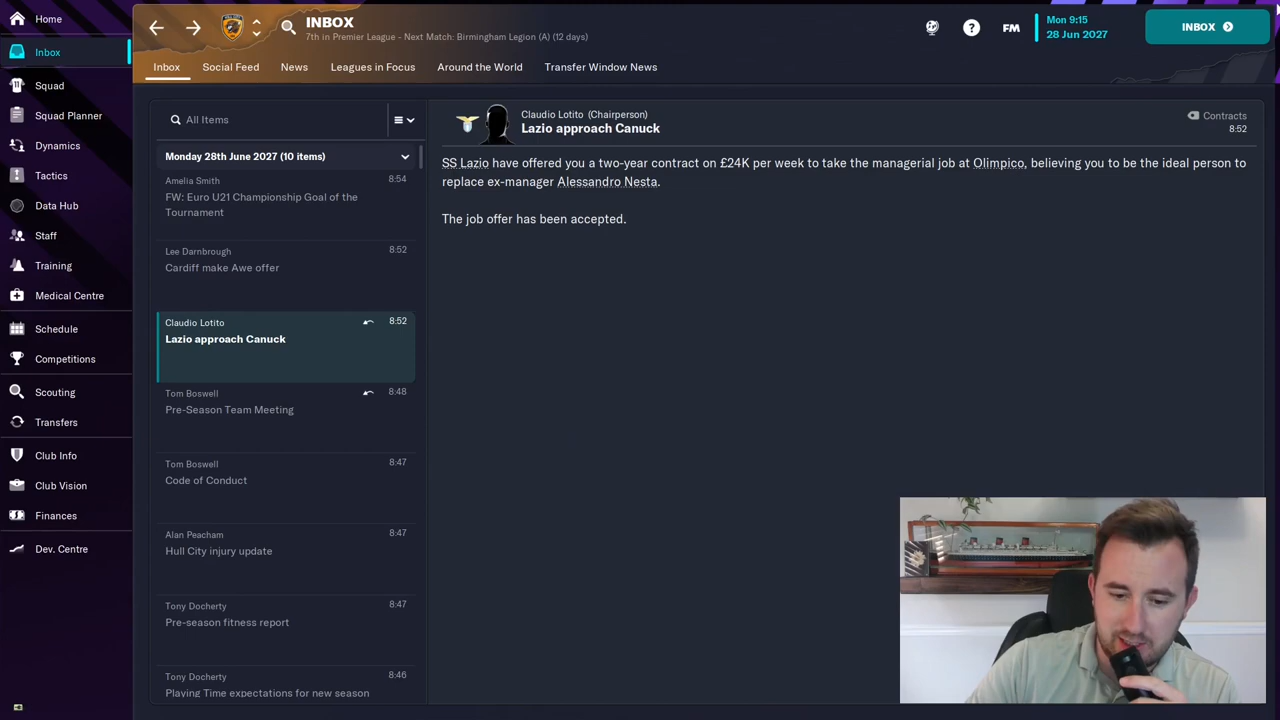 Home
Inbox
Squad
Squad Planner
Dynamics
Tactics
Data Hub
Staff
Training
Medical Centre
Schedule
Competitions
Scouting
Transfers
Club Info
Club Vision
Finances
Dev. Centre
INBOX
7th in Premier League - Next Match: Birmingham Legion (A) (12 days)
FM
Mon 9:15
28 Jun 2027
INBOX
Inbox
Social Feed
News
Leagues in Focus
Around the World
Transfer Window News
All Items
Monday 28th June 2027 (10 items)
Amelia Smith
8:54
FW: Euro U21 Championship Goal of the
Tournament
Lee Darnbrough
8:52
Cardiff make Awe offer
Claudio Lotito
8:52
Lazio approach Canuck
Tom Boswell
8:48
Pre-Season Team Meeting
Tom Boswell
8:47
Code of Conduct
Alan Peacham
8:47
Hull City injury update
Tony Docherty
8:47
Pre-season fitness report
Tony Docherty
8:46
Playing Time expectations for new season
Claudio Lotito (Chairperson)
Lazio approach Canuck
Contracts
8:52
SS Lazio have offered you a two-year contract on £24K per week to take the managerial job at Olimpico, believing you to be the ideal person to
replace ex-manager Alessandro Nesta.
The job offer has been accepted.